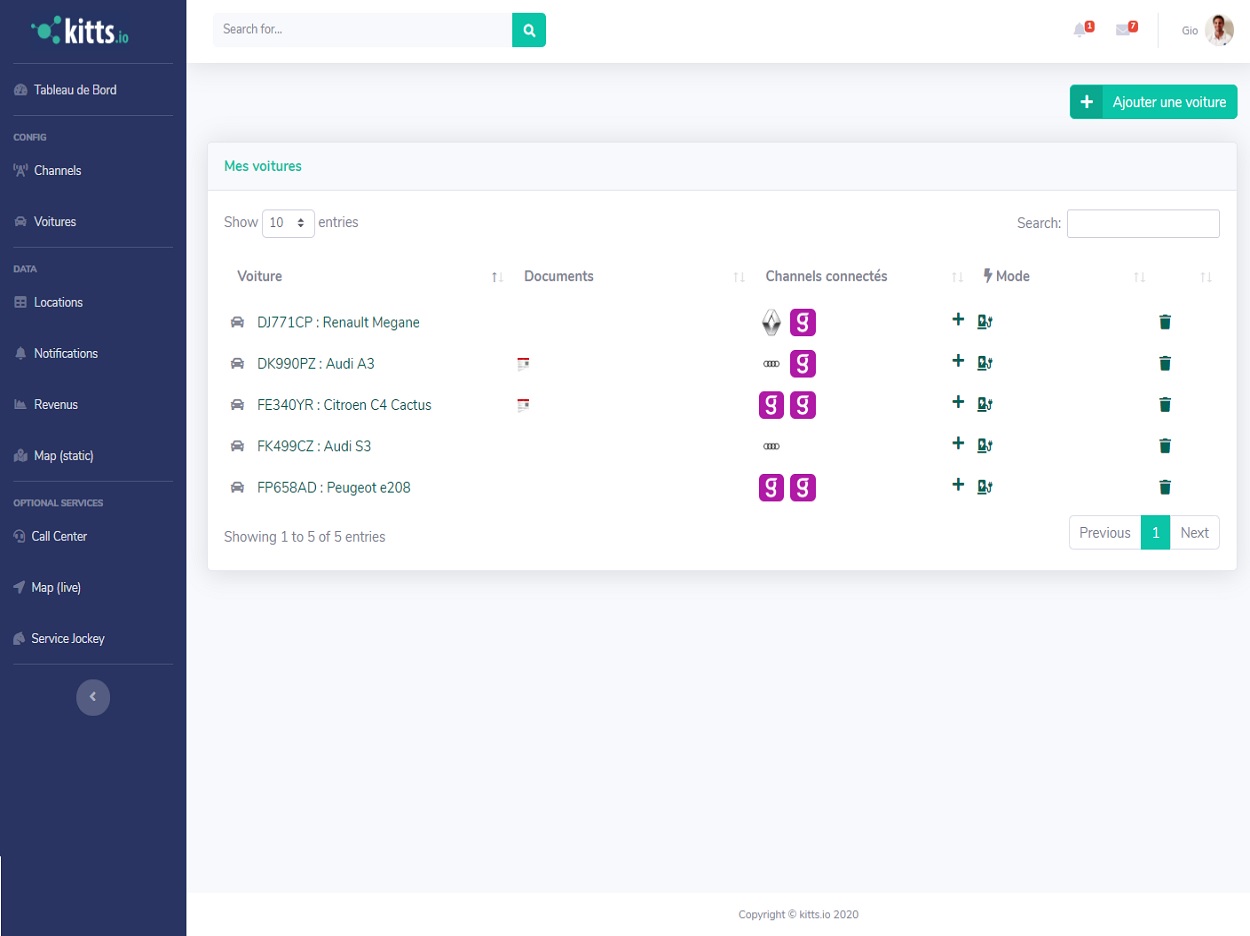 kitts.io
Search for...
1
7
Gio
Tableau de Bord
CONFIG
Channels
Voitures
DATA
Locations
Notifications
Revenus
Map (static)
OPTIONAL SERVICES
Call Center
Map (live)
Service Jockey
Ajouter une voiture
Mes voitures
Show 10 entries
Search:
Voiture Documents Channels connectés Mode
DJ771CP : Renault Megane
DK990PZ : Audi A3
FE340YR : Citroen C4 Cactus
FK499CZ : Audi S3
FP658AD : Peugeot e208
Showing 1 to 5 of 5 entries
Previous 1 Next
Copyright © kitts.io 2020